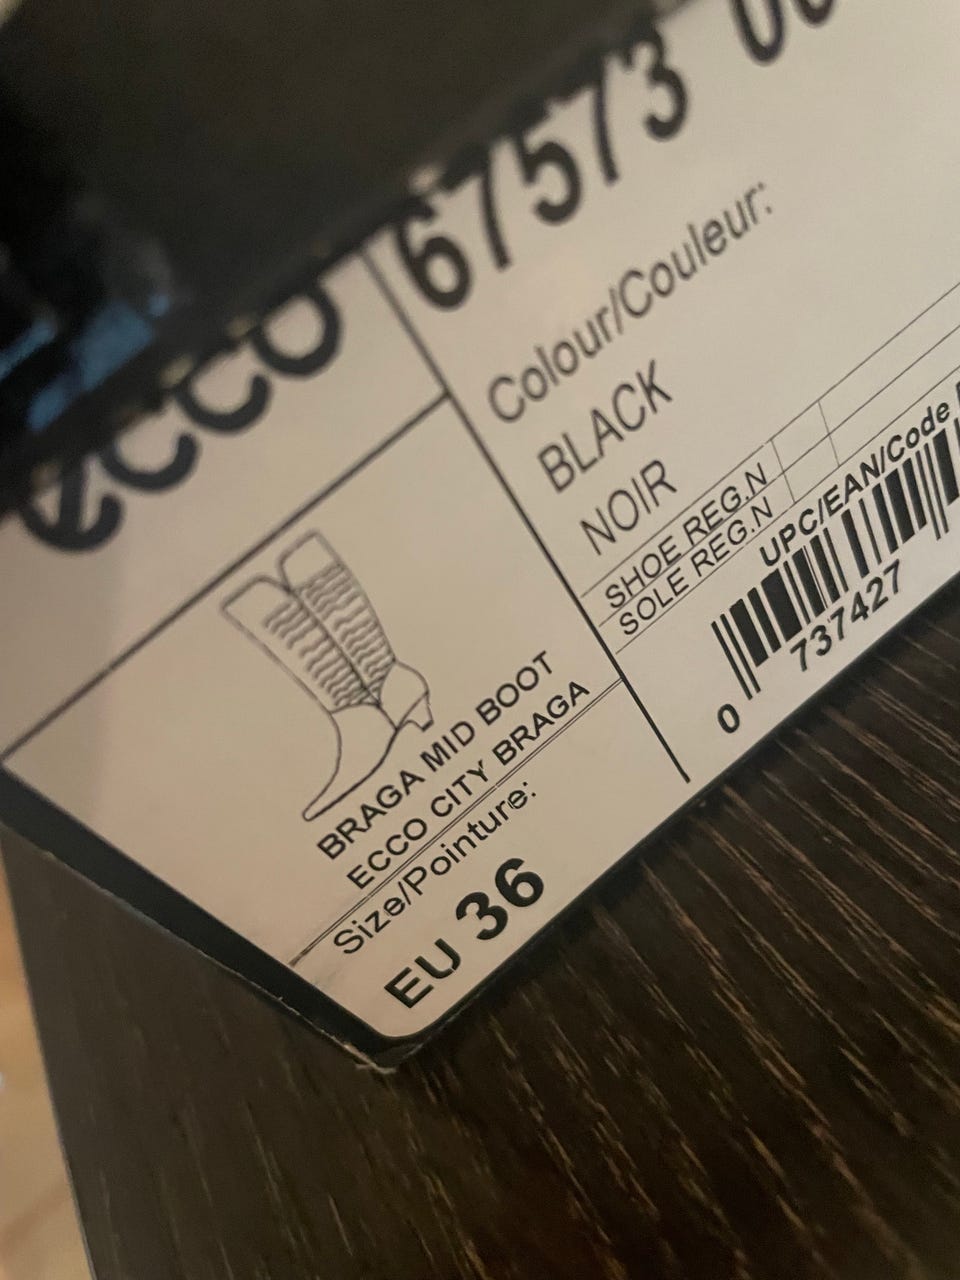 ecco 67573
Colour/Couleur:
BLACK
NOIR
SHOE REG.N
SOLE REG.N
UPC/EAN/Code
0 737427
BRAGA MID BOOT
ECCO CITY BRAGA
Size/Pointure:
EU 36